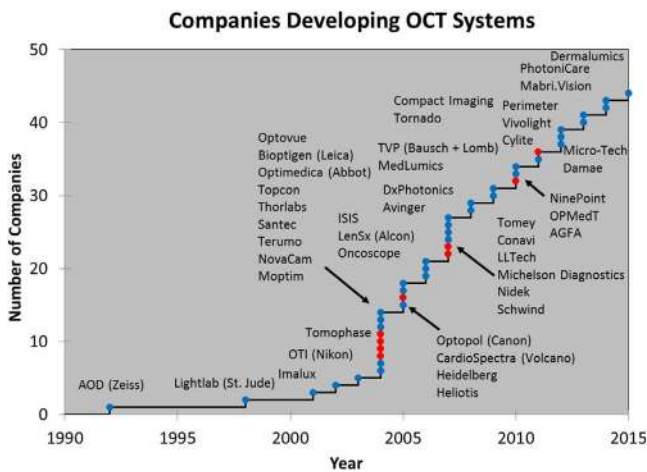 Companies Developing OCT Systems
50
40
30
20
10
0
Number of Companies
1990
1995
2000
2005
2010
2015
Year
AOD (Zeiss)
Lightlab (St. Jude)
Imalux
OTI (Nikon)
Tomophase
Optovue
Bioptigen (Leica)
Optimedica (Abbot)
Topcon
Thorlabs
Santec
Terumo
NovaCam
Moptim
Optopol (Canon)
CardioSpectra (Volcano)
Heidelberg
Heliotis
ISIS
LenSx (Alcon)
Oncoscope
Tomey
Conavi
LLTech
Michelson Diagnostics
Nidek
Schwind
DxPhotonics
Avinger
TVP (Bausch + Lomb)
MedLumics
NinePoint
OPMedT
AGFA
Compact Imaging
Tornado
Perimeter
Vivolight
Cylite
Micro-Tech
Damae
PhotoniCare
Mabri.Vision
Dermalumics